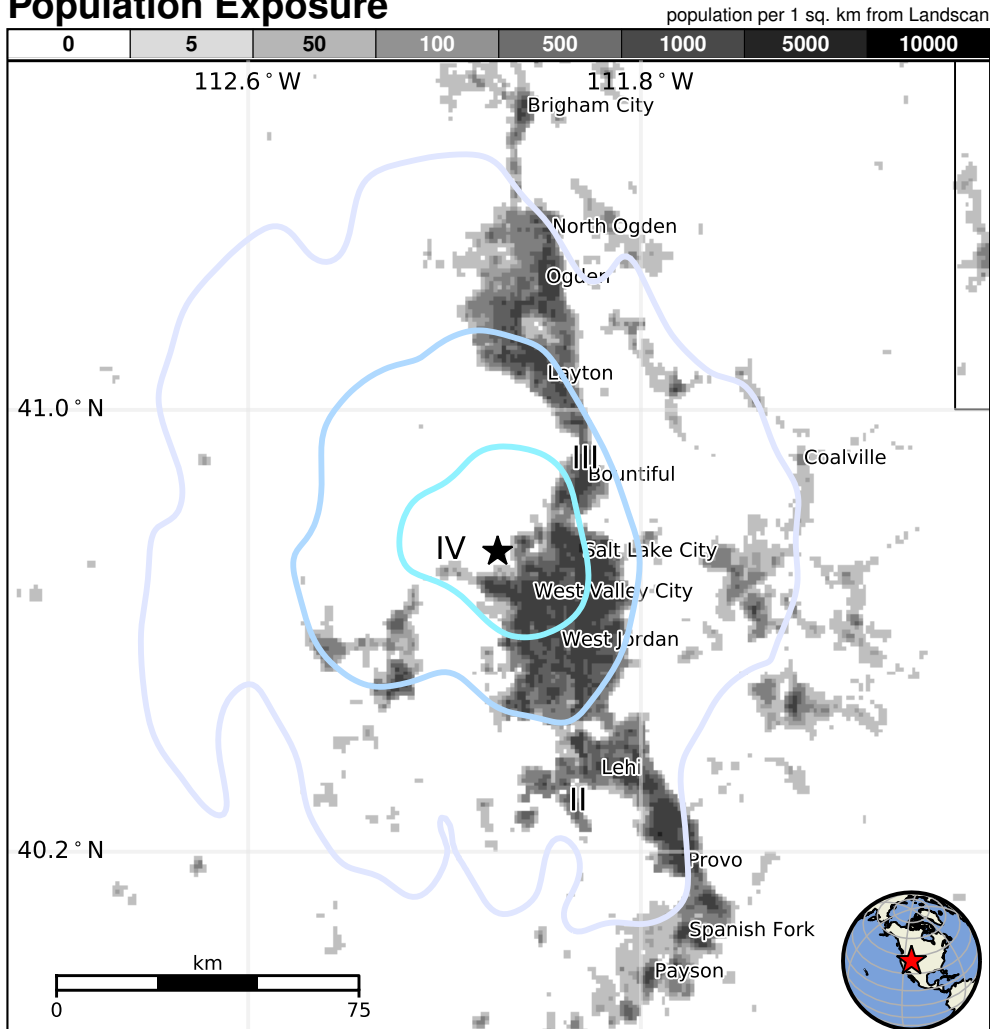 Population Exposure
population per 1 sq. km from Landscan
0 5 50 100 500 1000 5000 10000
112.6°W 111.8°W
Brigham City
North Ogden
Ogden
Layton
41.0°N
III
Coalville
Bountiful
IV
Salt Lake City
West Valley City
West Jordan
Lehi
II
40.2°N
Provo
Spanish Fork
km
Payson
0 75